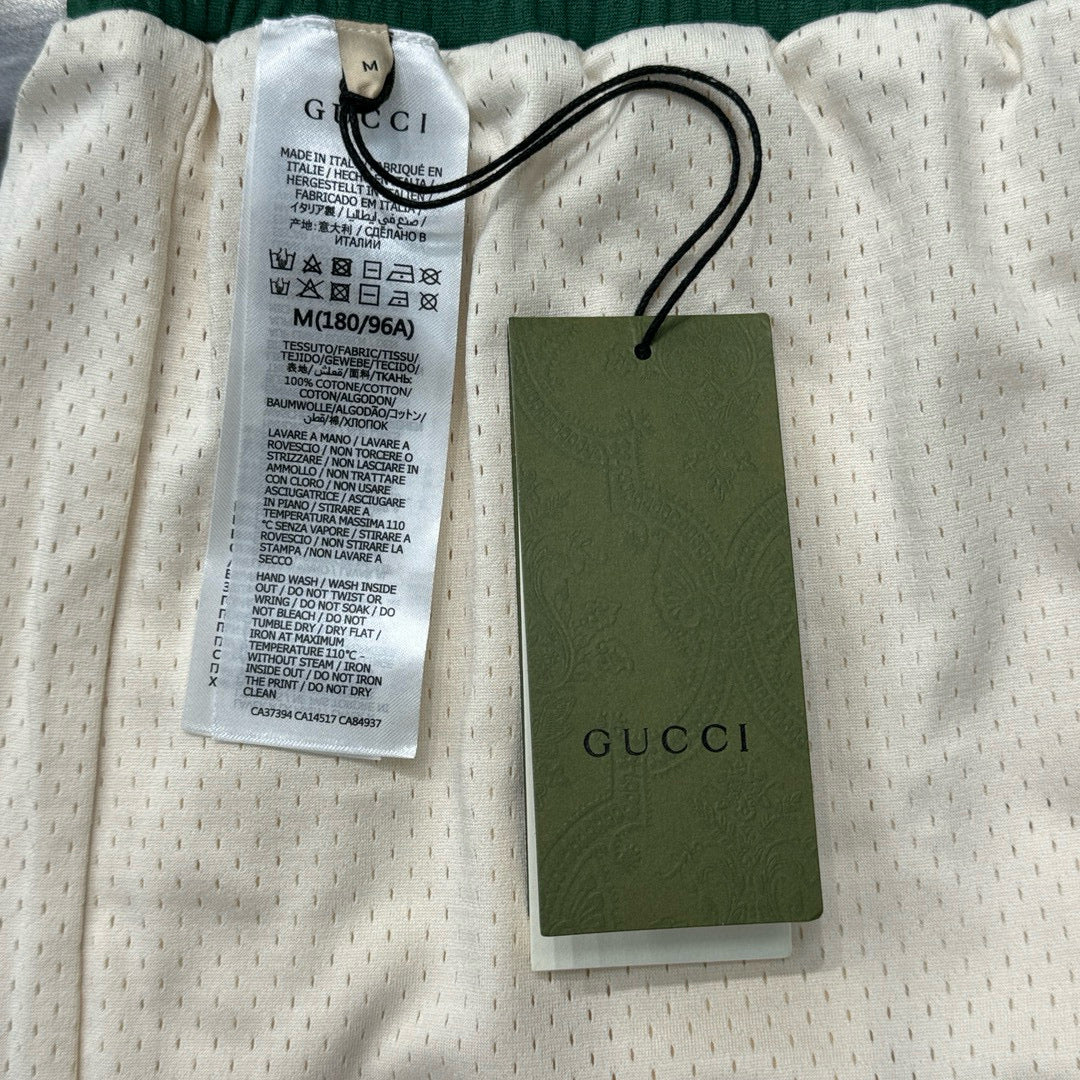 M
GUCCI
MADE IN ITAL FABRIQUÉ EN
ITALIE / HECHO EN ITALIA /
HERGESTELLT IN ITALIEN /
FABRICADO EM ITALIA /
イタリア製 / صنع في ايطاليا /
产地:意大利 / СДЕЛАНО В
ИТАЛИИ
M(180/96A)
TESSUTO/FABRIC/TISSU/
TEJIDO/GEWEBE/TECIDO/
表地/قملش/面料/ТКАНЬ:
100% COTONE/COTTON/
COTON/ALGODON/
BAUMWOLLE/ALGODÃO/コットン/
قطن/棉/ХЛОПОК
LAVARE A MANO / LAVARE A
ROVESCIO / NON TORCERE O
STRIZZARE / NON LASCIARE IN
AMMOLLO / NON TRATTARE
CON CLORO / NON USARE
ASCIUGATRICE / ASCIUGARE
IN PIANO / STIRARE A
TEMPERATURA MASSIMA 110
°C SENZA VAPORE / STIRARE A
ROVESCIO / NON STIRARE LA
STAMPA /NON LAVARE A
SECCO
HAND WASH / WASH INSIDE
OUT / DO NOT TWIST OR
WRING / DO NOT SOAK / DO
NOT BLEACH / DO NOT
TUMBLE DRY / DRY FLAT /
IRON AT MAXIMUM
TEMPERATURE 110°C -
WITHOUT STEAM / IRON
INSIDE OUT / DO NOT IRON
THE PRINT / DO NOT DRY
CLEAN
CA37394 CA14517 CA84937
GUCCI